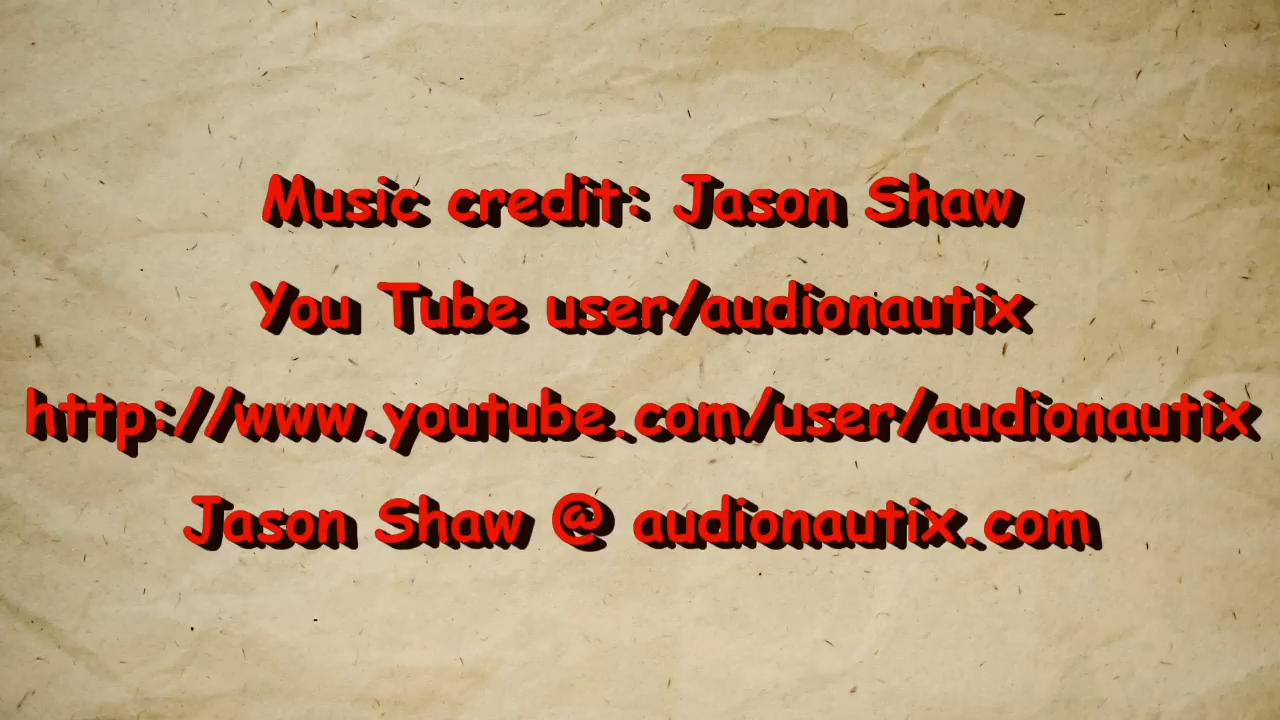 Music credit: Jason Shaw
You Tube user/audionautix
http://www.youtube.com/user/audionautix
Jason Shaw @ audionautix.com